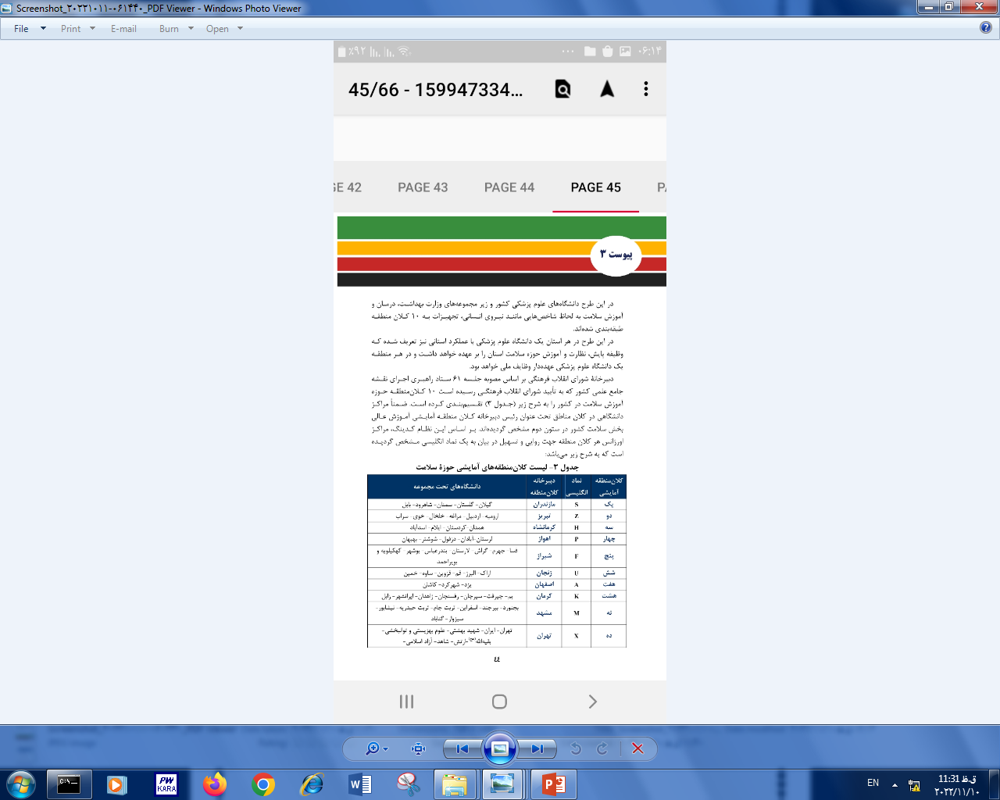 Screenshot_۲۰۲۲۱۰۱۱-۰۶۱۴۴۰_PDF Viewer - Windows Photo Viewer
File Print E-mail Burn Open
٪۹۲ ۰۶:۱۴
45/66 - 159947334...
GE 42 PAGE 43 PAGE 44 PAGE 45 PA
پیوست ۳
در این طرح دانشگاه‌های علوم پزشکی کشور و زیر مجموعه‌های وزارت بهداشت، درمان و
آموزش سلامت به لحاظ شاخص‌هایی مانند نیروی انسانی، تجهیزات به ۱۰ کلان منطقه
طبقه‌بندی شده‌اند.
در این طرح در هر استان یک دانشگاه علوم پزشکی با عملکرد استانی نیز تعریف شده که
وظیفه پایش، نظارت و آموزش حوزه سلامت استان را بر عهده خواهد داشت و در هر منطقه
یک دانشگاه علوم پزشکی عهده‌دار وظایف ملی خواهد بود.
دبیرخانهٔ شورای انقلاب فرهنگی بر اساس مصوبه جلسه ۶۱ ستاد راهبری اجرای نقشه
جامع علمی کشور که به تأیید شورای انقلاب فرهنگی رسیده است ۱۰ کلان‌منطقه حوزه
آموزش سلامت در کشور را به شرح زیر (جدول ۳) تقسیم‌بندی کرده است. ضمناً مراکز
دانشگاهی در کلان مناطق تحت عنوان رئیس دبیرخانه کلان منطقه آمایشی آموزش عالی
بخش سلامت کشور در ستون دوم مشخص گردیده‌اند. بر اساس این نظام کدینگ، مراکز
اورژانس هر کلان منطقه جهت روایی و تسهیل در بیان به یک نماد انگلیسی مشخص گردیده
است که به شرح زیر می‌باشد:
جدول ۳- لیست کلان‌منطقه‌های آمایشی حوزهٔ سلامت
کلان‌منطقه آمایشی نماد انگلیسی دبیرخانه کلان‌منطقه دانشگاه‌های تحت مجموعه
یک S مازندران گیلان- گلستان- سمنان- شاهرود- بابل
دو Z تبریز ارومیه- اردبیل- مراغه- خلخال- خوی- سراب
سه H کرمانشاه همدان-کردستان- ایلام- اسدآباد
چهار P اهواز لرستان-آبادان- دزفول- شوشتر- بهبهان
پنج F شیراز فسا- جهرم- گراش- لارستان- بندرعباس- بوشهر- کهکیلویه و
بویراحمد
شش U زنجان اراک- البرز- قم- قزوین- ساوه- خمین
هفت A اصفهان یزد- شهرکرد- کاشان
هشت K کرمان بم- جیرفت- سیرجان- رفسنجان- زاهدان- ایرانشهر- زابل
نه M مشهد بجنورد- بیرجند- اسفراین- تربت جام- تربت حیدریه- نیشابور-
سبزوار- گناباد
ده X تهران تهران- ایران- شهید بهشتی- علوم بهزیستی و توانبخشی-
بقیه‌الله-ارتش- شاهد- آزاد اسلامی-
٤٤
C:\.
PW
KARA
EN
11:31 ق.ظ
۲۰۲۲/۱۱/۱۰